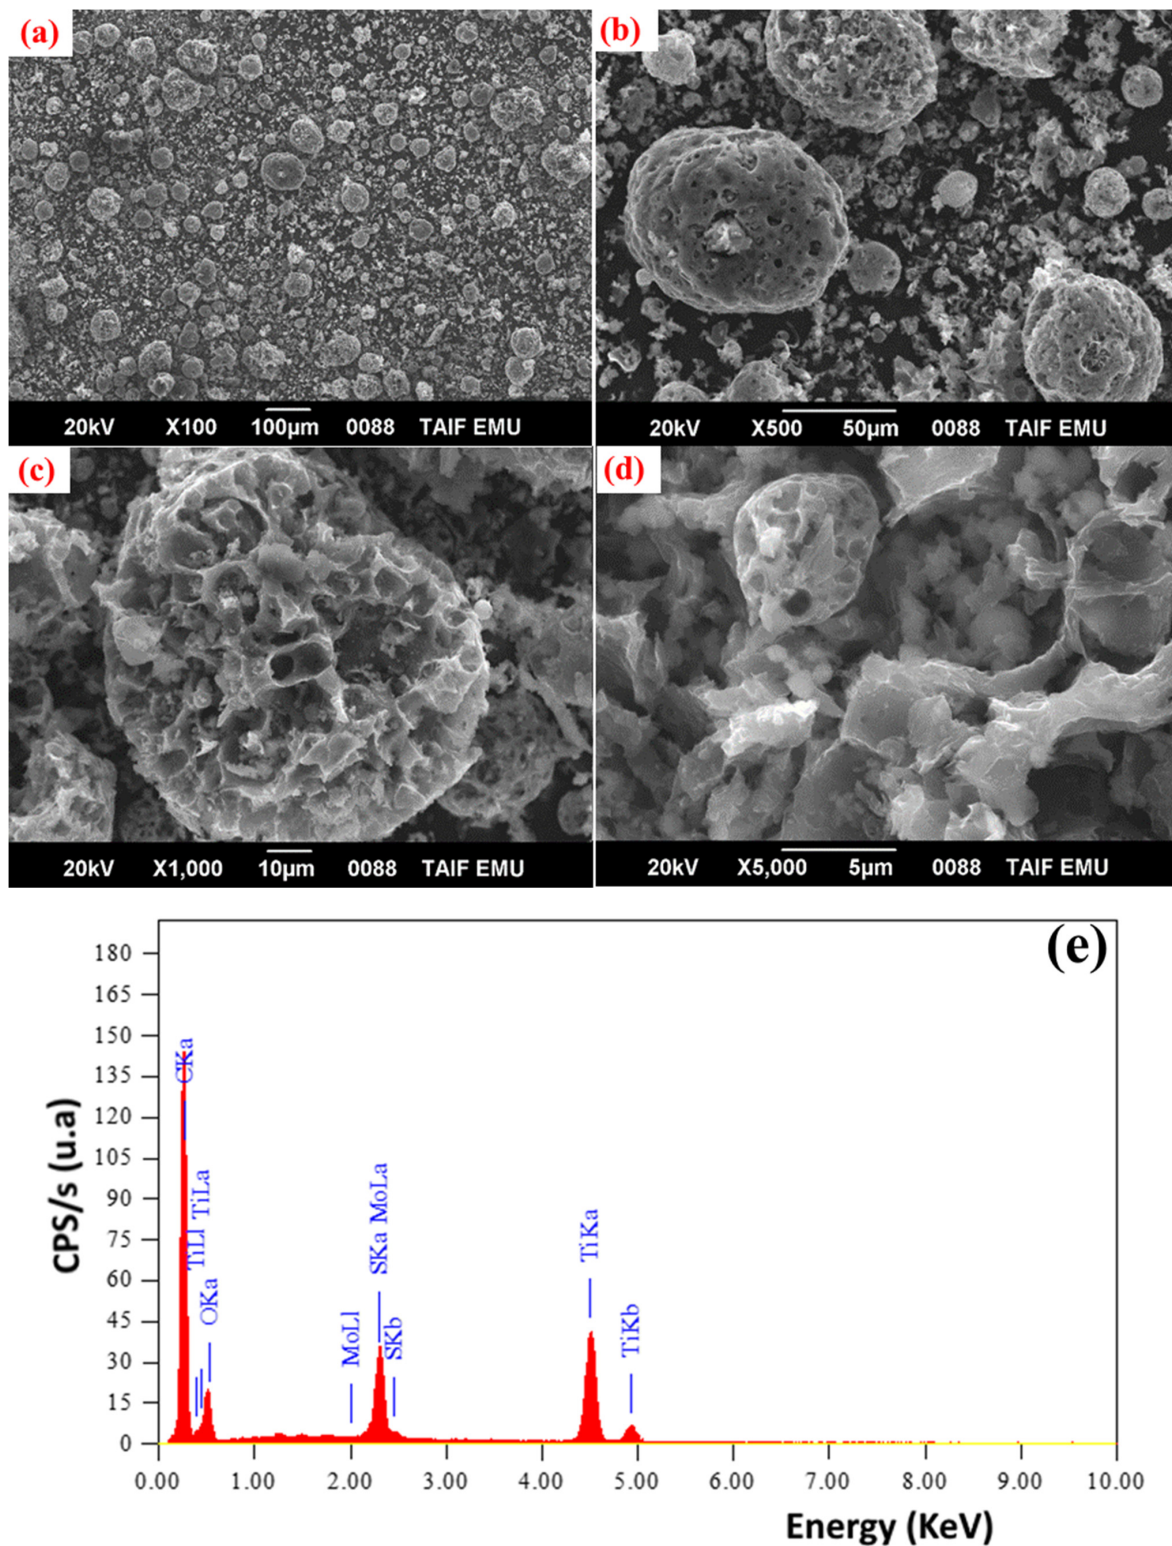 (a)
20kV X100 100µm 0088 TAIF EMU
(b)
20kV X500 50µm 0088 TAIF EMU
(c)
20kV X1,000 10µm 0088 TAIF EMU
(d)
20kV X5,000 5µm 0088 TAIF EMU
(e)
CPS/s (u.a)
180
165
150
135
120
105
90
75
60
45
30
15
0
CKa
TiLl
TiLa
OKa
MoLl
SKa
MoLa
SKb
TiKa
TiKb
0.00 1.00 2.00 3.00 4.00 5.00 6.00 7.00 8.00 9.00 10.00
Energy (KeV)